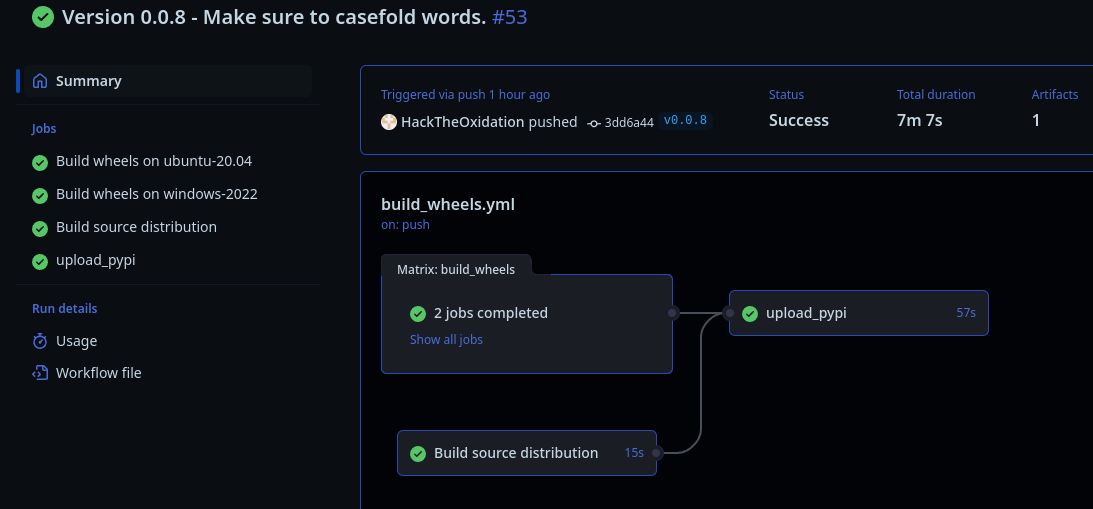 Version 0.0.8 - Make sure to casefold words. #53
Summary
Jobs
Build wheels on ubuntu-20.04
Build wheels on windows-2022
Build source distribution
upload_pypi
Run details
Usage
Workflow file
Triggered via push 1 hour ago
HackTheOxidation pushed 3dd6a44 v0.0.8
Status
Success
Total duration
7m 7s
Artifacts
1
build_wheels.yml
on: push
Matrix: build_wheels
2 jobs completed
Show all jobs
upload_pypi 57s
Build source distribution 15s